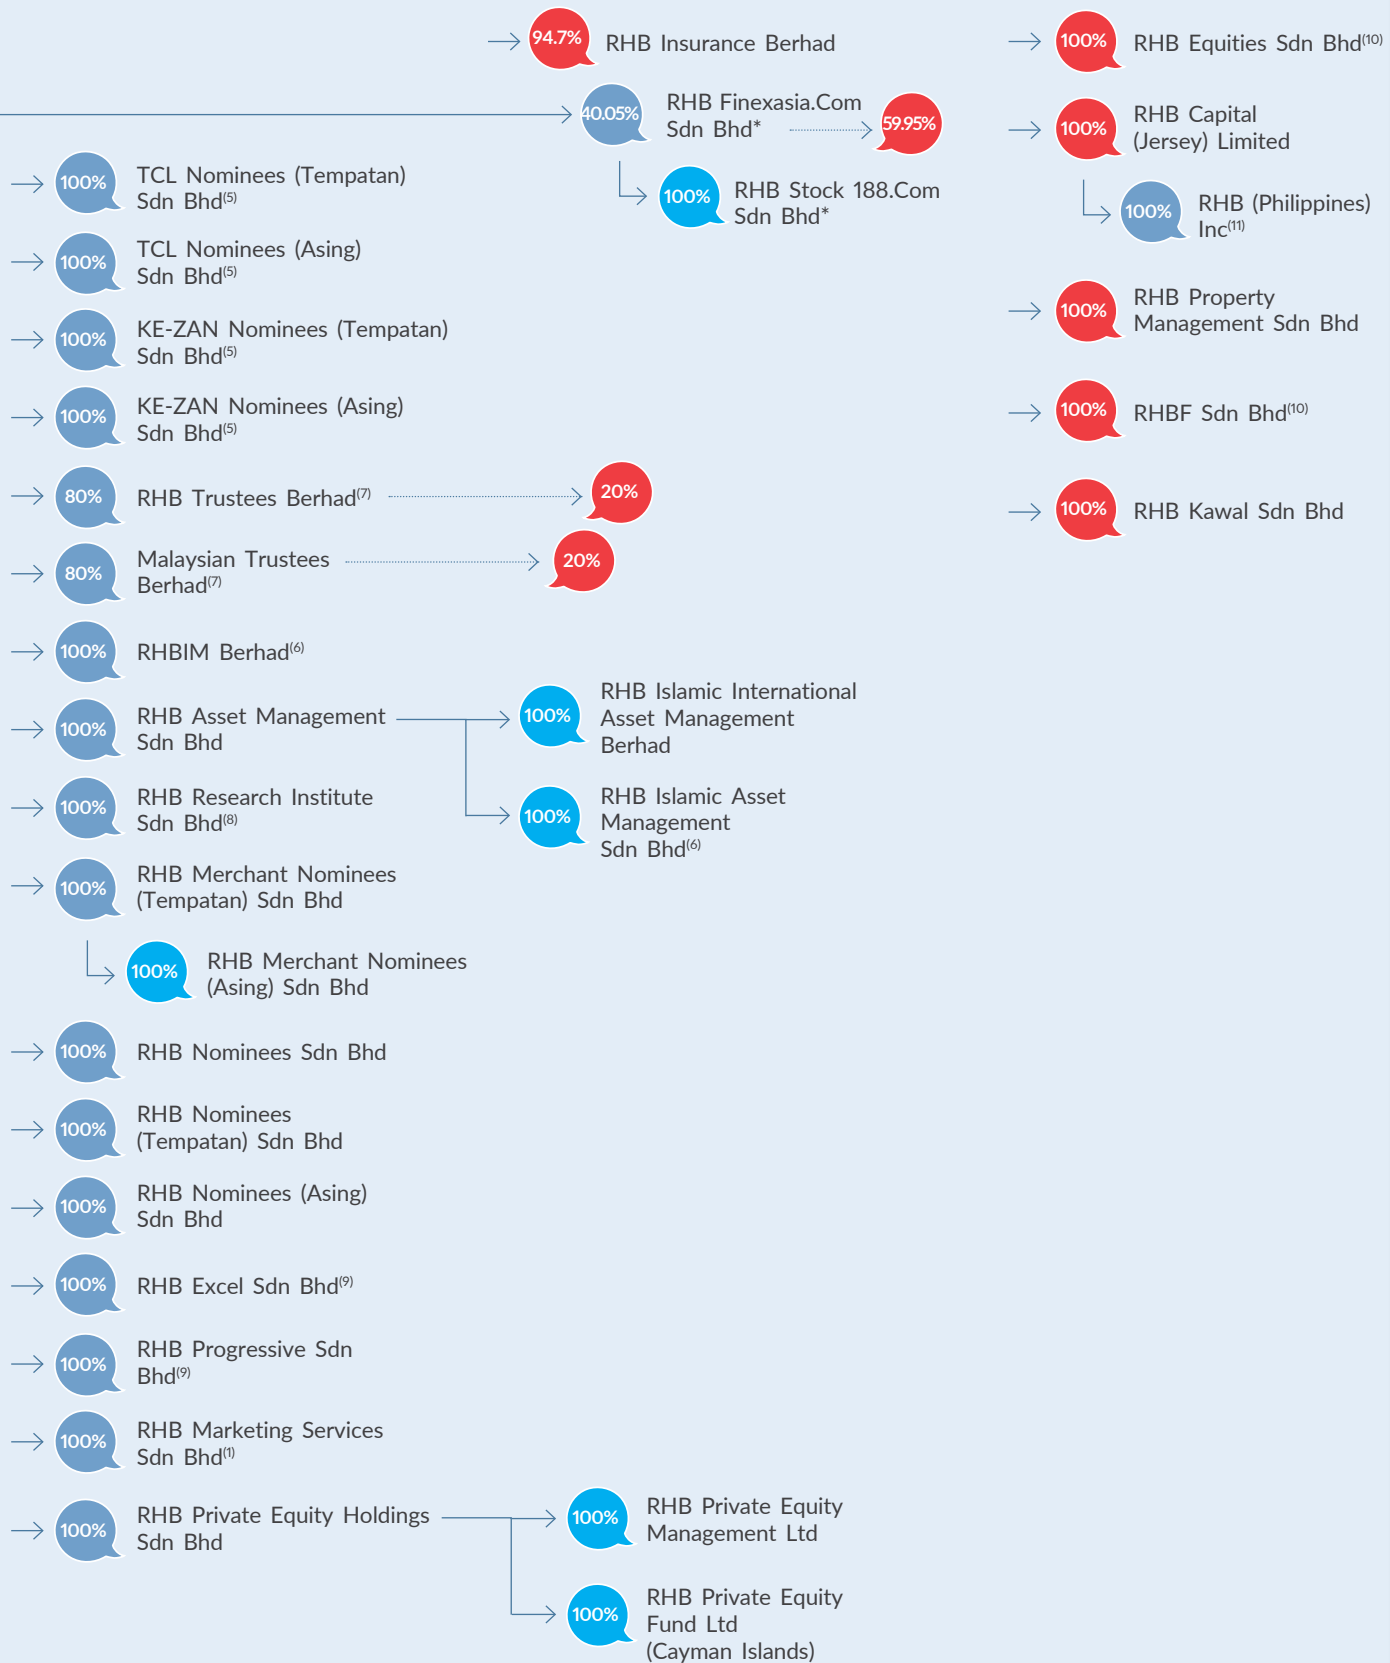 94.7%
RHB Insurance Berhad
40.05%
RHB Finexasia.Com
Sdn Bhd*
59.95%
100%
RHB Stock 188.Com
Sdn Bhd*
100%
RHB Equities Sdn Bhd(10)
100%
RHB Capital
(Jersey) Limited
100%
RHB (Philippines)
Inc(11)
100%
RHB Property
Management Sdn Bhd
100%
RHBF Sdn Bhd(10)
100%
RHB Kawal Sdn Bhd
100%
TCL Nominees (Tempatan)
Sdn Bhd(5)
100%
TCL Nominees (Asing)
Sdn Bhd(5)
100%
KE-ZAN Nominees (Tempatan)
Sdn Bhd(5)
100%
KE-ZAN Nominees (Asing)
Sdn Bhd(5)
80%
RHB Trustees Berhad(7)
20%
80%
Malaysian Trustees
Berhad(7)
20%
100%
RHBIM Berhad(6)
100%
RHB Asset Management
Sdn Bhd
100%
RHB Islamic International
Asset Management
Berhad
100%
RHB Islamic Asset
Management
Sdn Bhd(6)
100%
RHB Research Institute
Sdn Bhd(8)
100%
RHB Merchant Nominees
(Tempatan) Sdn Bhd
100%
RHB Merchant Nominees
(Asing) Sdn Bhd
100%
RHB Nominees Sdn Bhd
100%
RHB Nominees
(Tempatan) Sdn Bhd
100%
RHB Nominees (Asing)
Sdn Bhd
100%
RHB Excel Sdn Bhd(9)
100%
RHB Progressive Sdn
Bhd(9)
100%
RHB Marketing Services
Sdn Bhd(1)
100%
RHB Private Equity Holdings
Sdn Bhd
100%
RHB Private Equity
Management Ltd
100%
RHB Private Equity
Fund Ltd
(Cayman Islands)